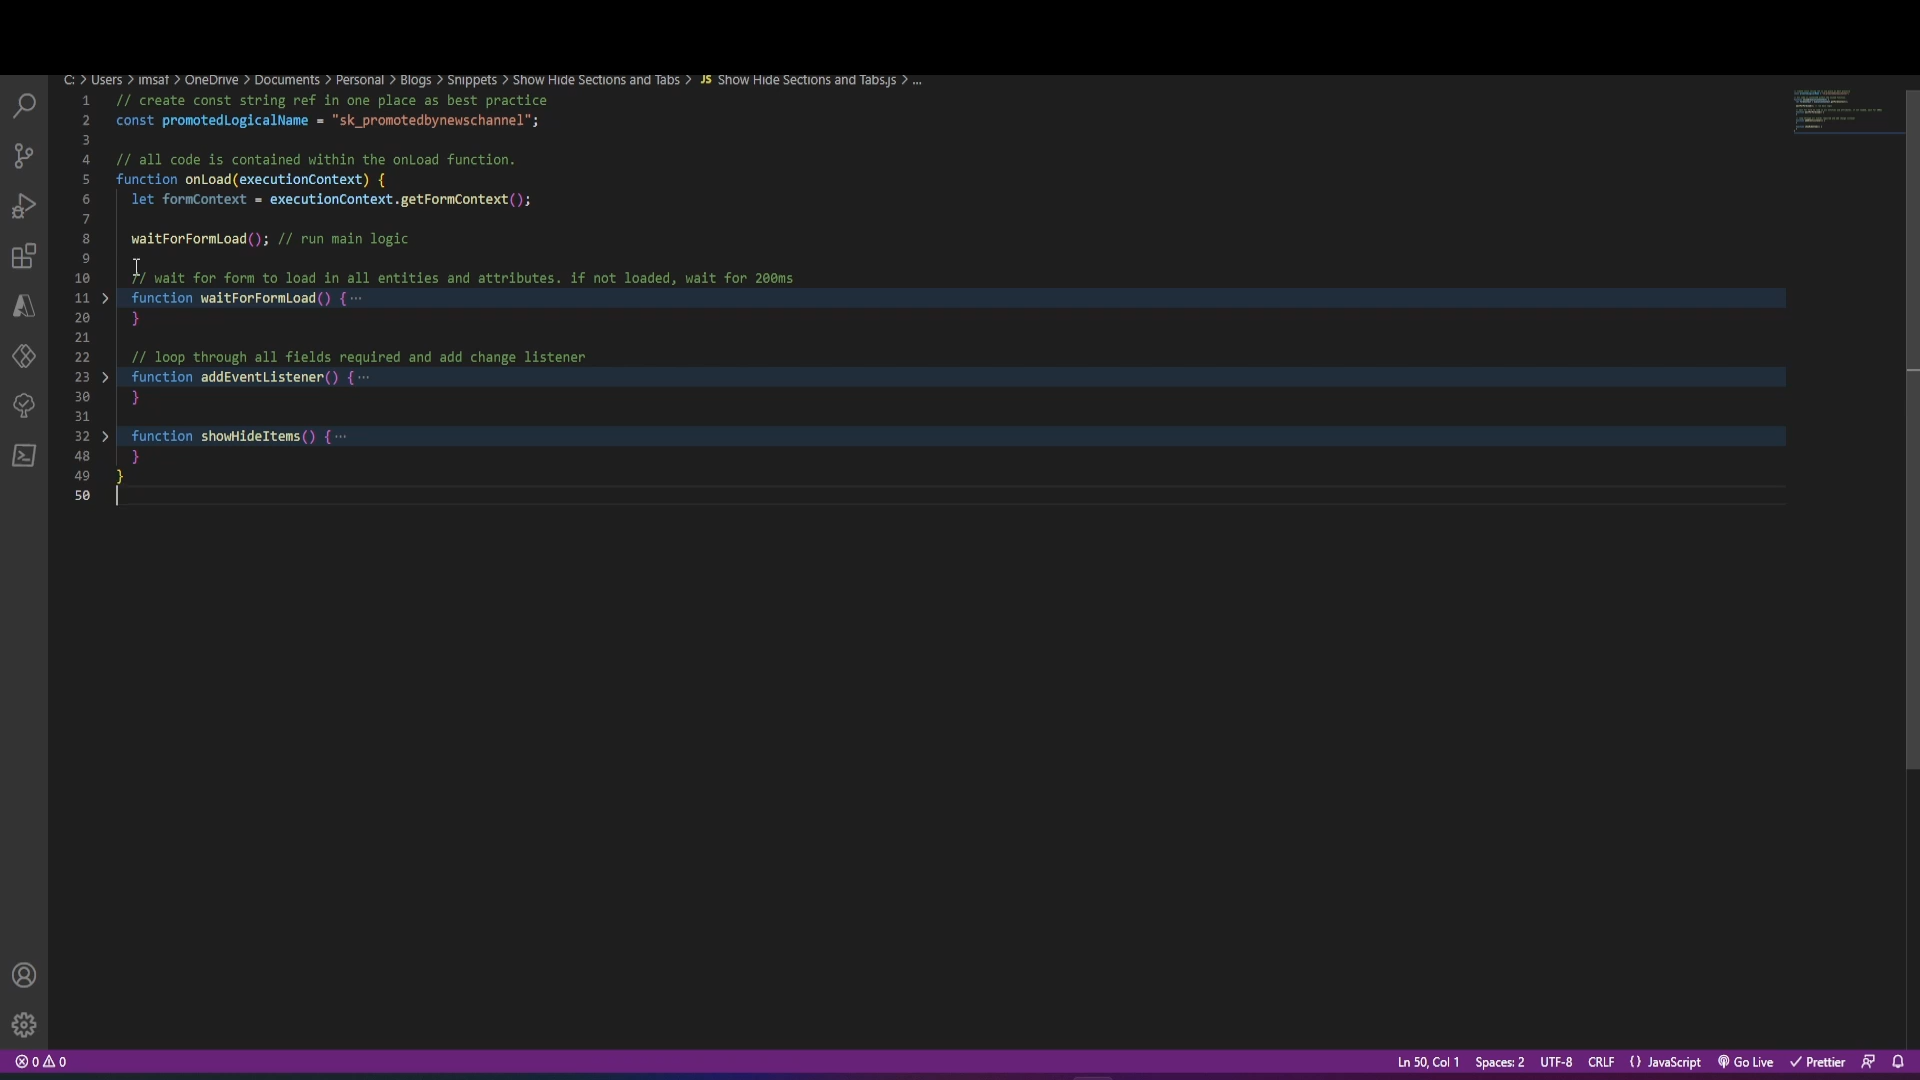 C: > Users > imsaf > OneDrive > Documents > Personal > Blogs > Snippets > Show Hide Sections and Tabs > JS Show Hide Sections and Tabs.js > ...
1 // create const string ref in one place as best practice
2 const promotedLogicalName = "sk_promotedbynewschannel";
3
4 // all code is contained within the onLoad function.
5 function onLoad(executionContext) {
6 let formContext = executionContext.getFormContext();
7
8 waitForFormLoad(); // run main logic
9
10 // wait for form to load in all entities and attributes. if not loaded, wait for 200ms
11 > function waitForFormLoad() { ···
20 }
21
22 // loop through all fields required and add change listener
23 > function addEventListener() { ···
30 }
31
32 > function showHideItems() { ···
48 }
49 }
50
0 0 Ln 50, Col 1 Spaces: 2 UTF-8 CRLF {} JavaScript Go Live Prettier